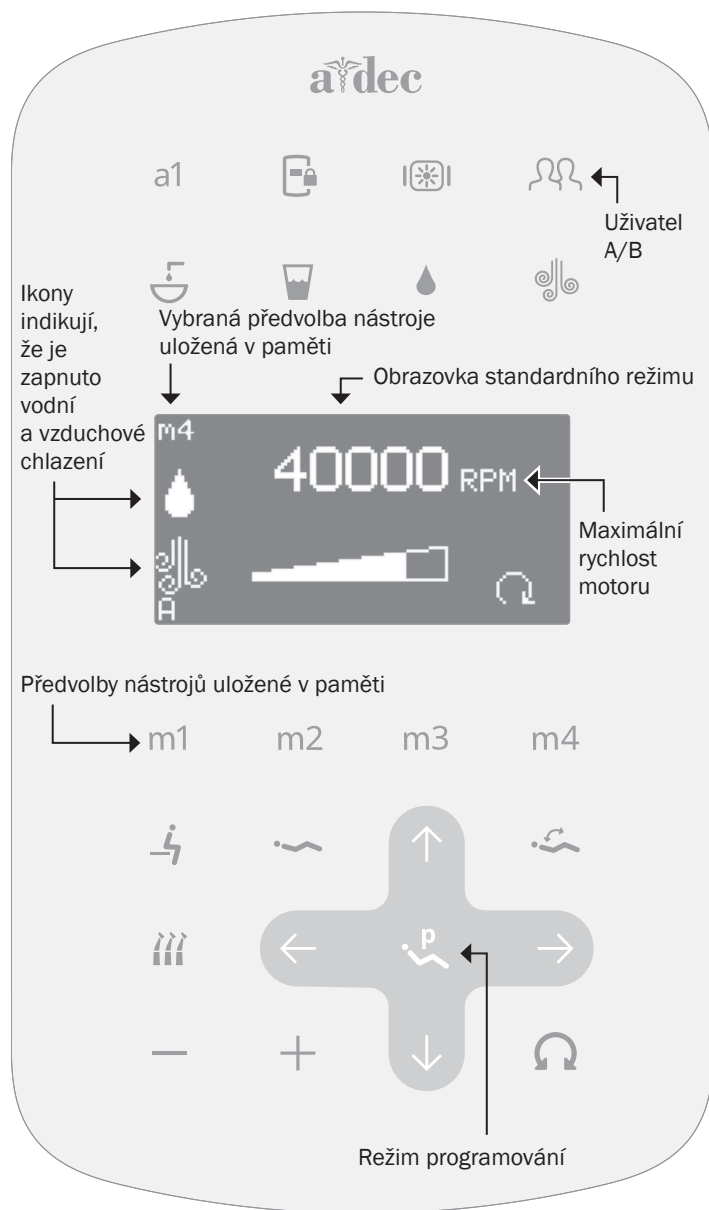 a dec
a1
Uživatel
A/B
Ikony
indikují,
že je
zapnuto
vodní
a vzduchové
chlazení
Vybraná předvolba nástroje
uložená v paměti
Obrazovka standardního režimu
m4
40000 RPM
A
Maximální
rychlost
motoru
Předvolby nástrojů uložené v paměti
m1 m2 m3 m4
p
Režim programování